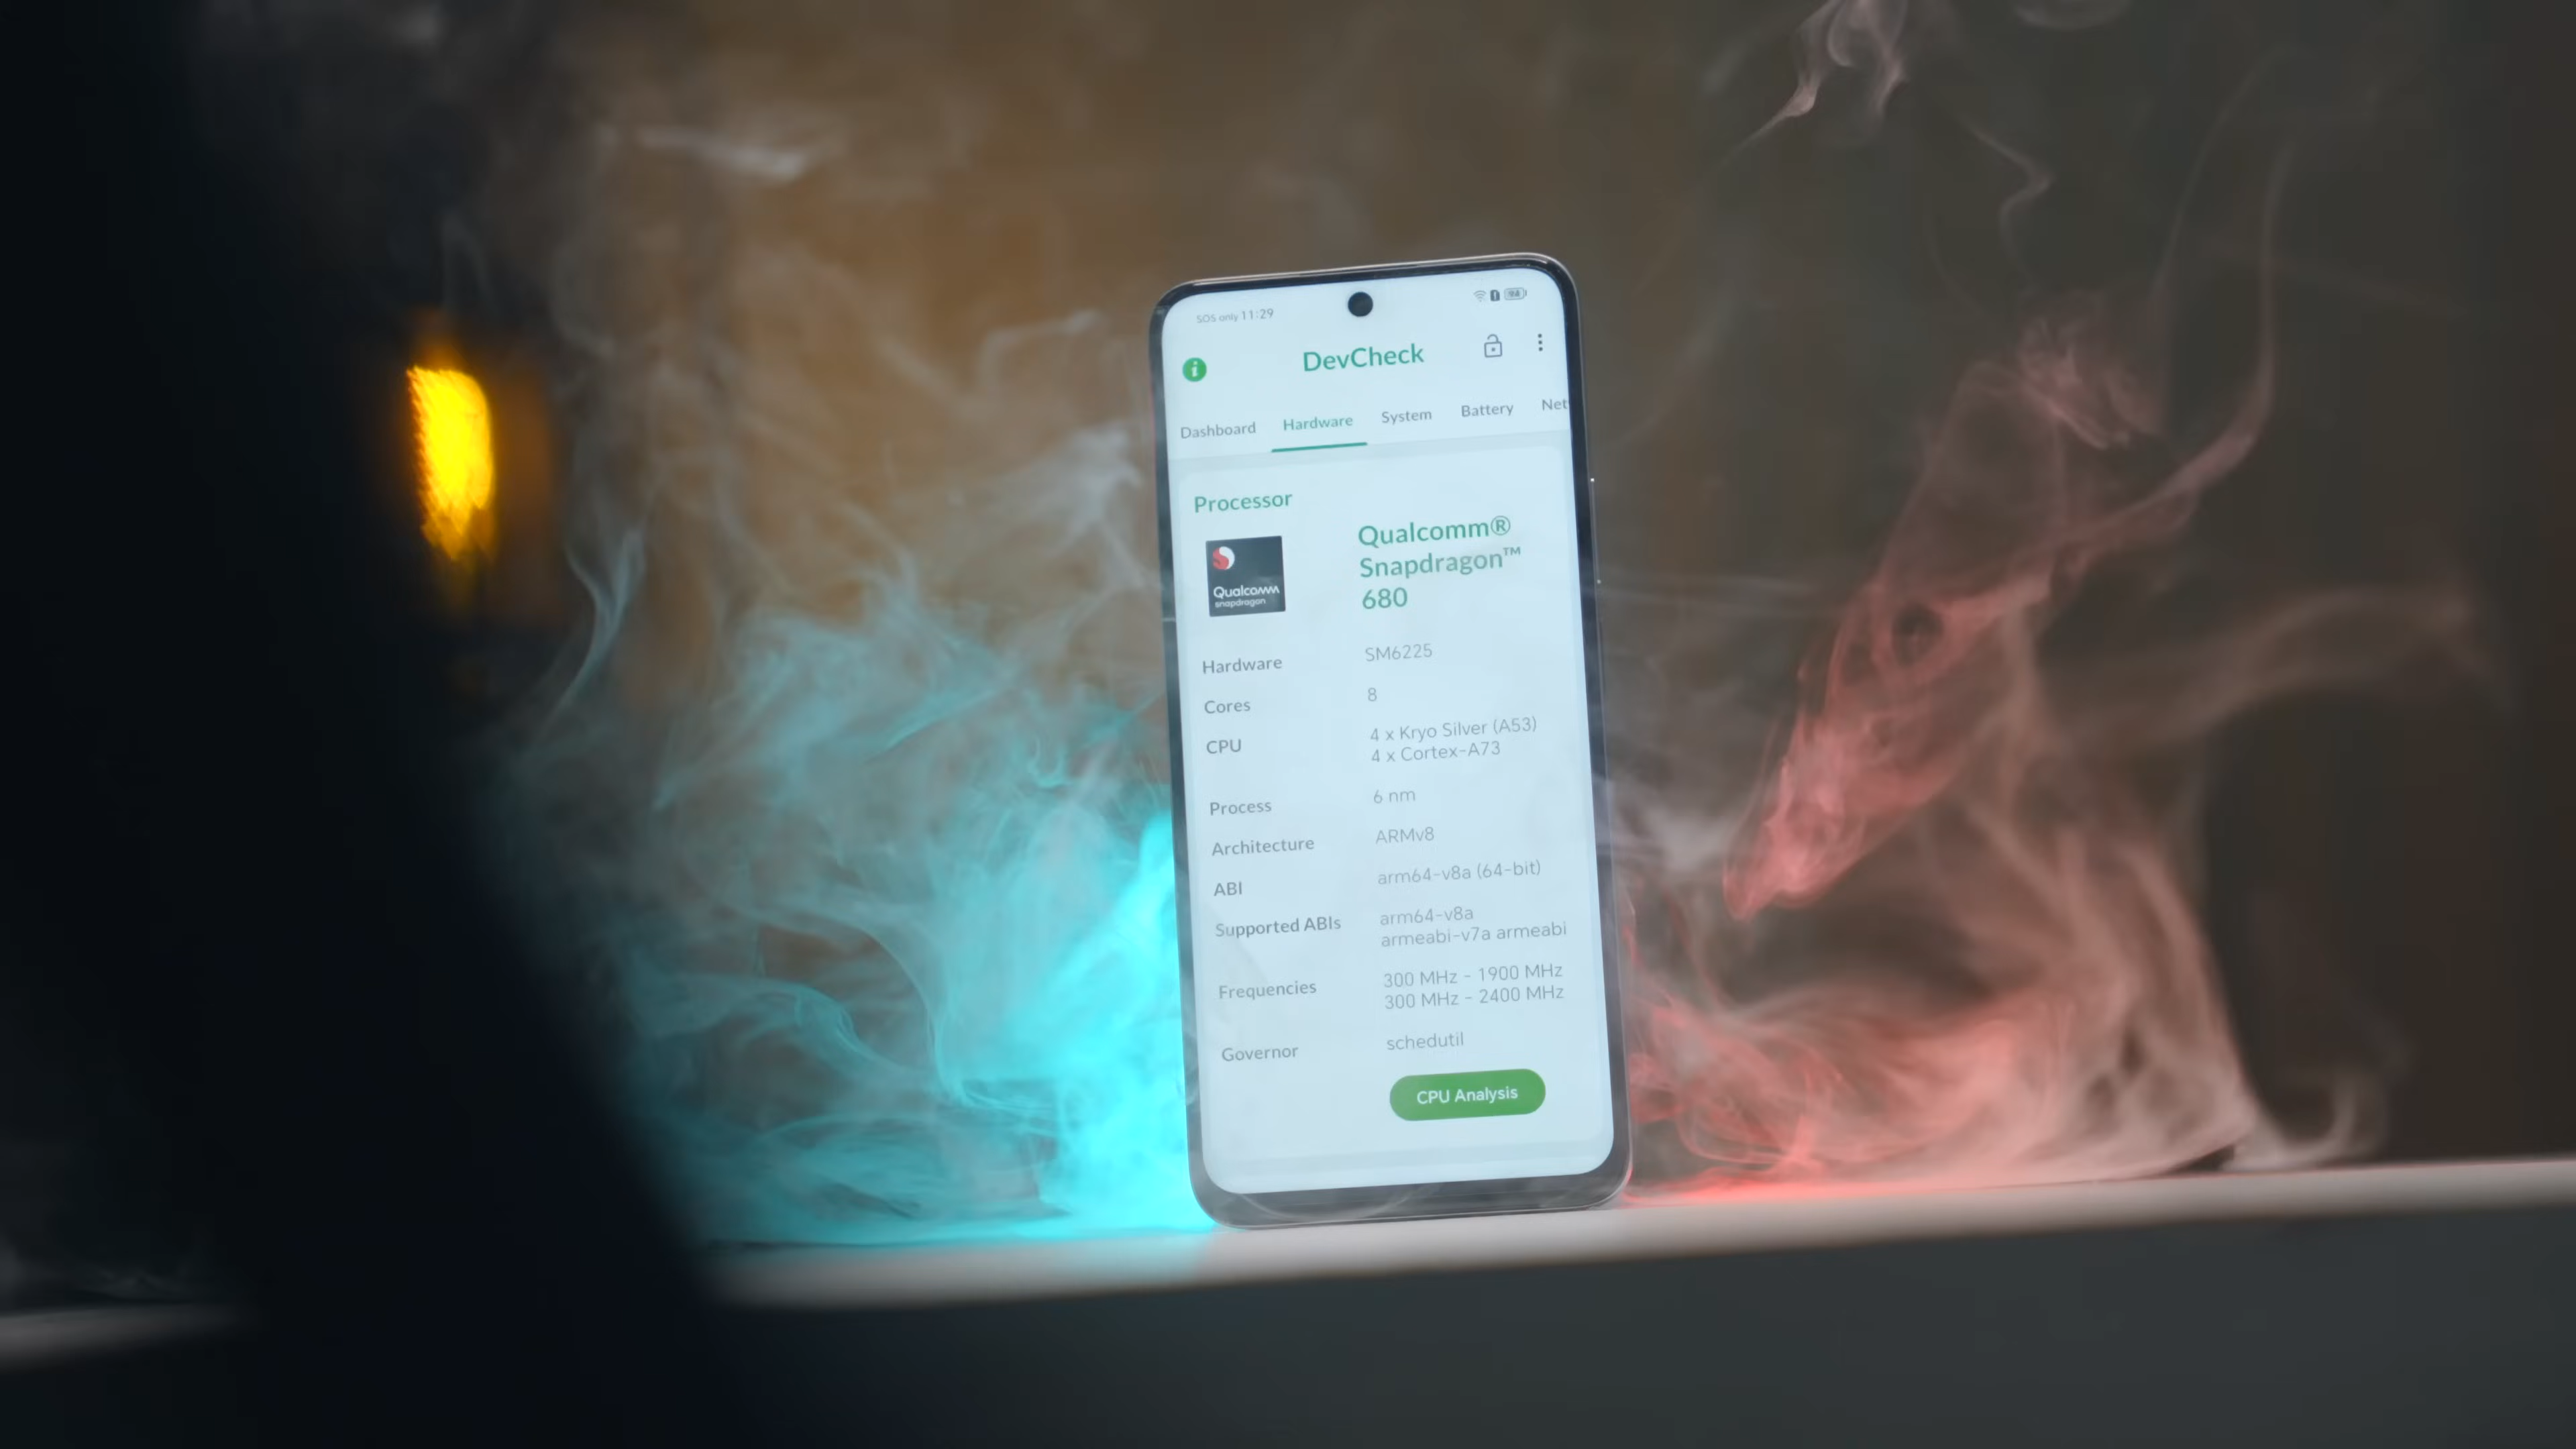 SOS only 11:29
DevCheck
Dashboard Hardware System Battery Net
Processor
Qualcomm
snapdragon
Qualcomm®
Snapdragon™
680
Hardware SM6225
Cores 8
CPU 4 x Kryo Silver (A53)
4 x Cortex-A73
Process 6 nm
Architecture ARMv8
ABI arm64-v8a (64-bit)
Supported ABIs arm64-v8a
armeabi-v7a armeabi
Frequencies 300 MHz - 1900 MHz
300 MHz - 2400 MHz
Governor schedutil
CPU Analysis